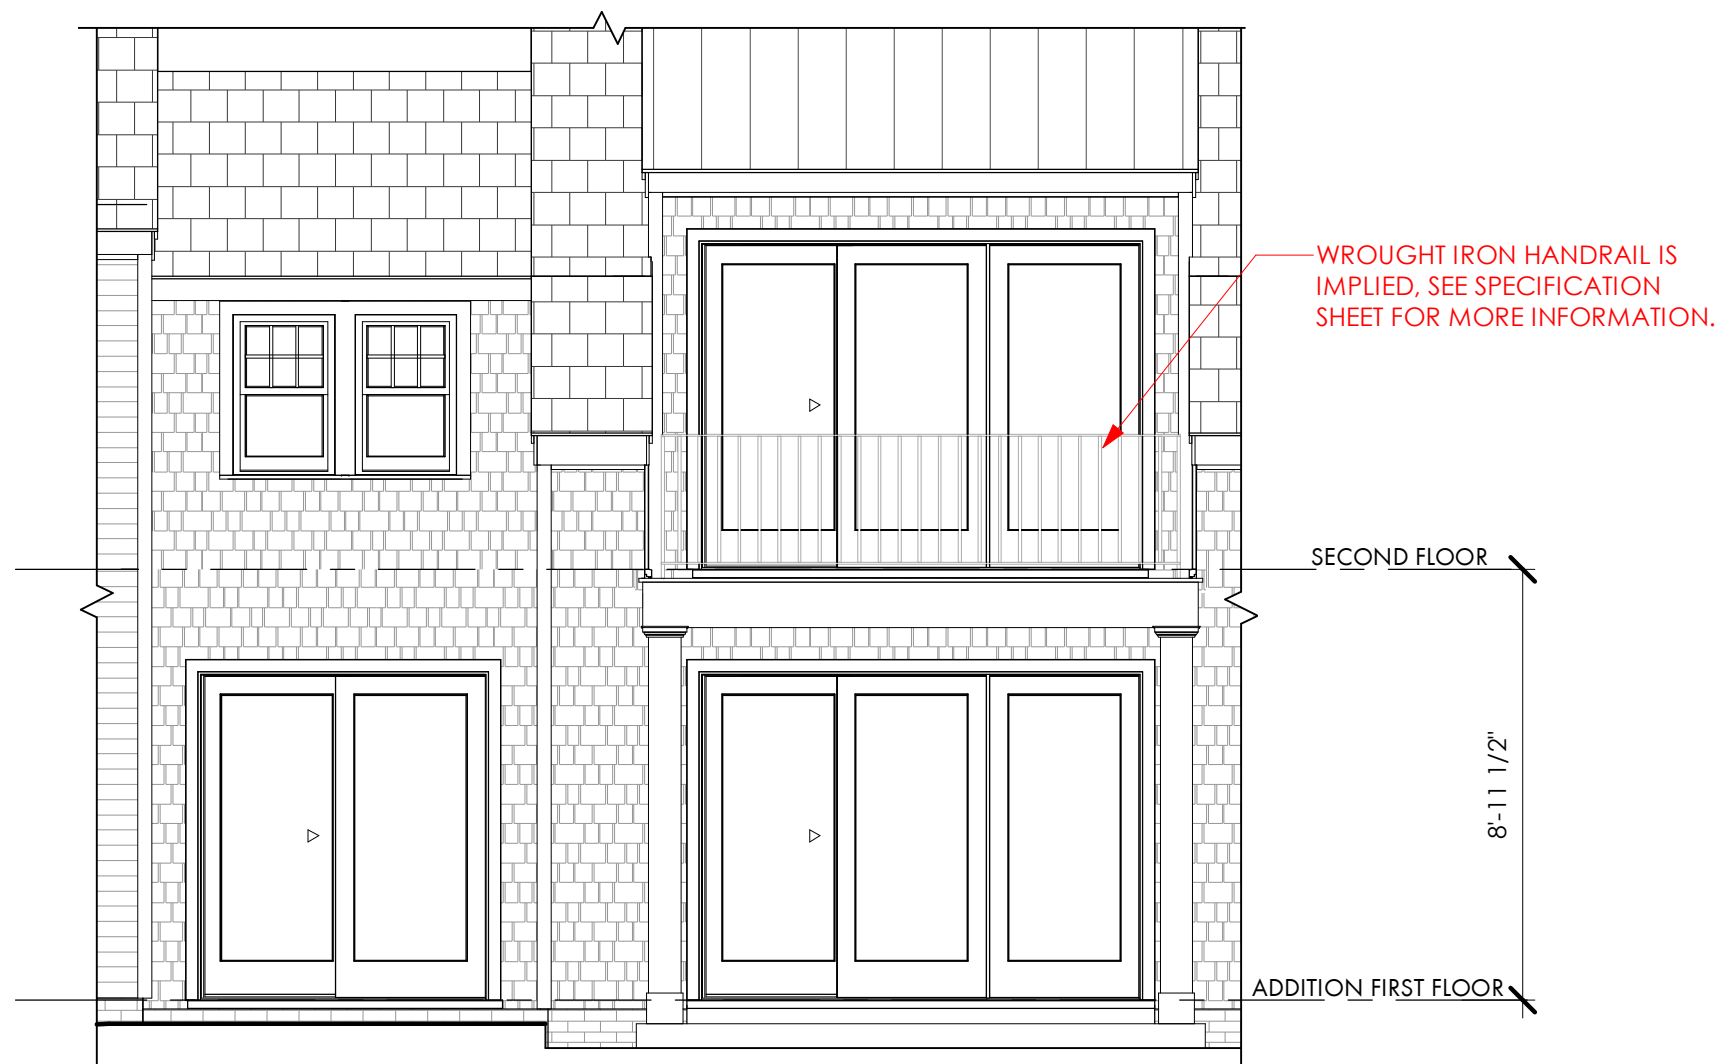 WROUGHT IRON HANDRAIL IS
IMPLIED, SEE SPECIFICATION
SHEET FOR MORE INFORMATION.
SECOND FLOOR
8'-11 1/2"
ADDITION FIRST FLOOR